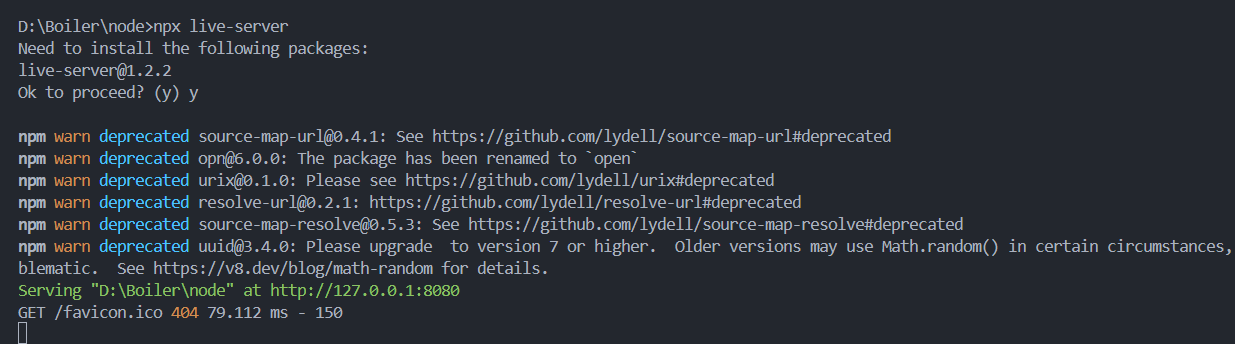 D:\Boiler\node>npx live-server
Need to install the following packages:
live-server@1.2.2
Ok to proceed? (y) y
npm warn deprecated source-map-url@0.4.1: See https://github.com/lydell/source-map-url#deprecated
npm warn deprecated opn@6.0.0: The package has been renamed to `open`
npm warn deprecated urix@0.1.0: Please see https://github.com/lydell/urix#deprecated
npm warn deprecated resolve-url@0.2.1: https://github.com/lydell/resolve-url#deprecated
npm warn deprecated source-map-resolve@0.5.3: See https://github.com/lydell/source-map-resolve#deprecated
npm warn deprecated uuid@3.4.0: Please upgrade  to version 7 or higher.  Older versions may use Math.random() in certain circumstances,
blematic.  See https://v8.dev/blog/math-random for details.
Serving "D:\Boiler\node" at http://127.0.0.1:8080
GET /favicon.ico 404 79.112 ms - 150